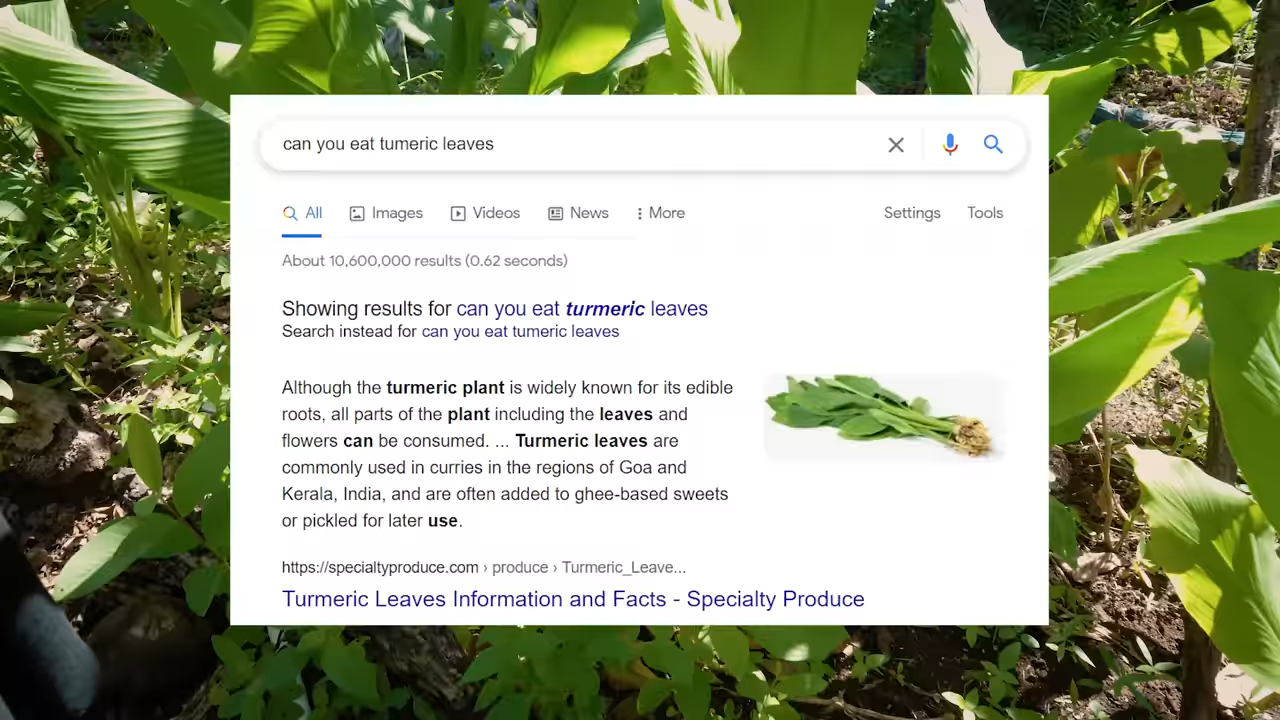 can you eat tumeric leaves
All Images Videos News More Settings Tools
About 10,600,000 results (0.62 seconds)
Showing results for can you eat turmeric leaves
Search instead for can you eat tumeric leaves
Although the turmeric plant is widely known for its edible
roots, all parts of the plant including the leaves and
flowers can be consumed. ... Turmeric leaves are
commonly used in curries in the regions of Goa and
Kerala, India, and are often added to ghee-based sweets
or pickled for later use.
https://specialtyproduce.com › produce › Turmeric_Leave...
Turmeric Leaves Information and Facts - Specialty Produce